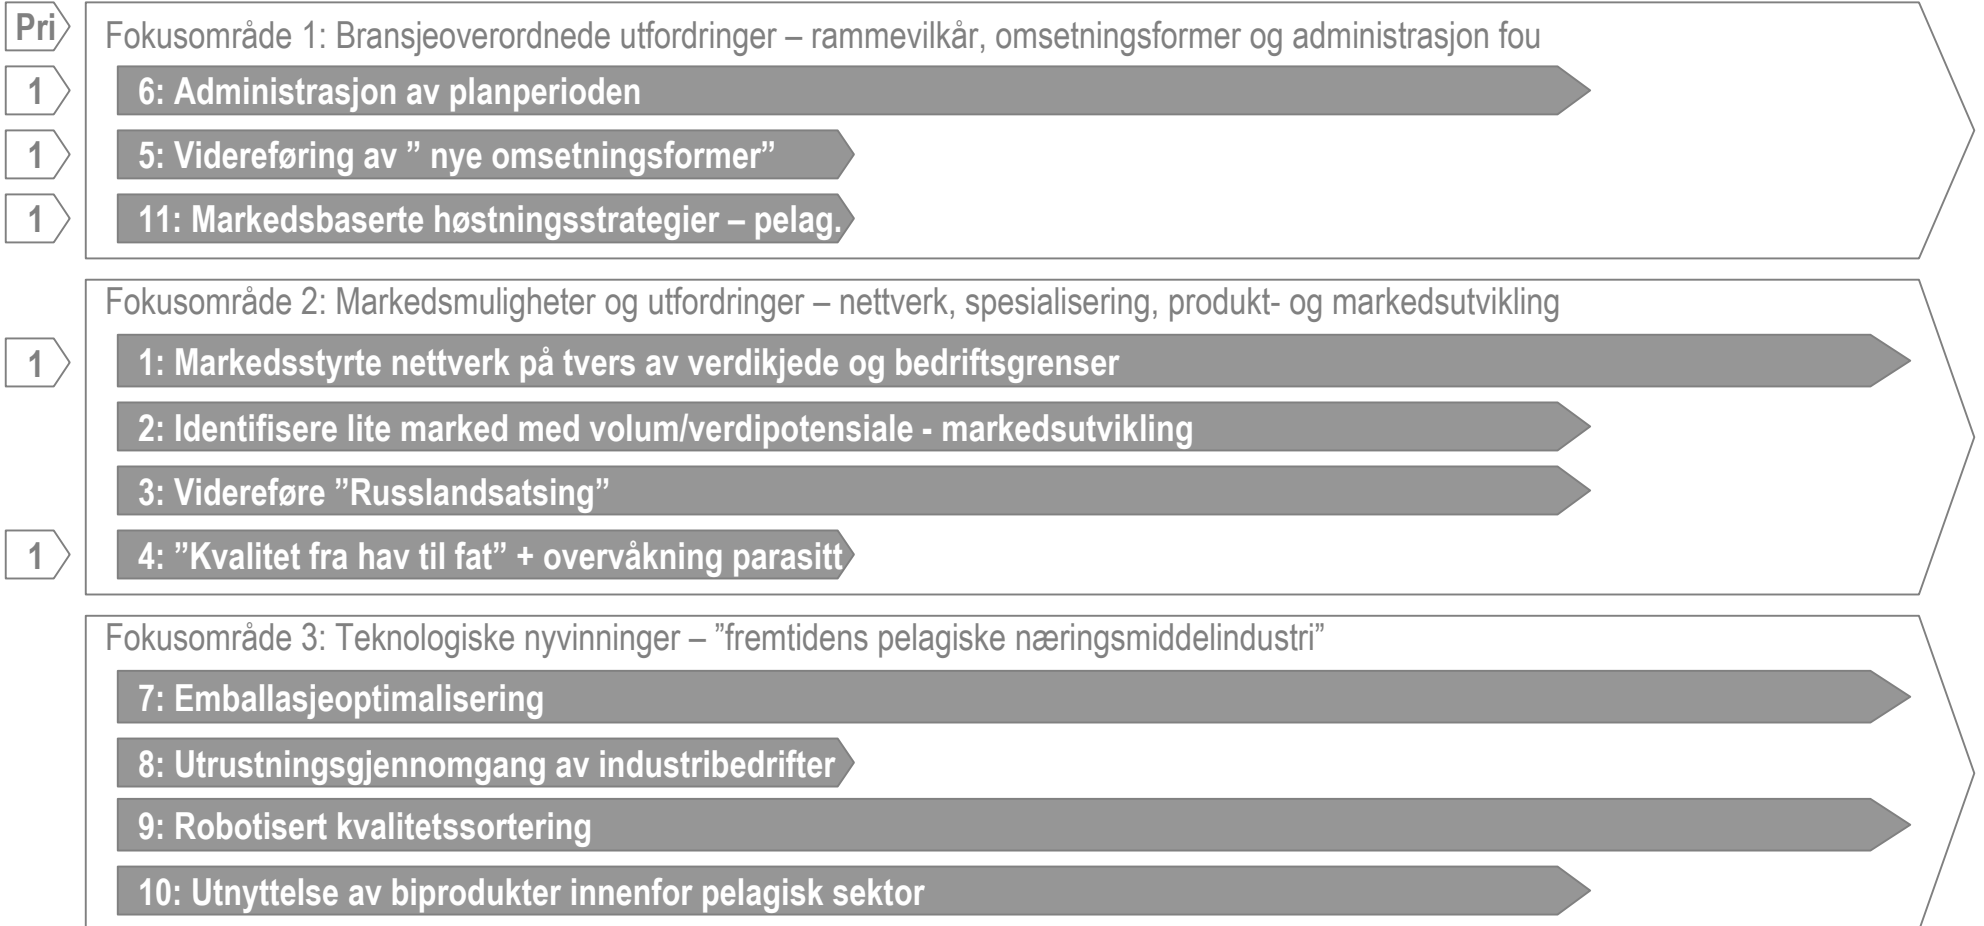 Pri
Fokusområde 1: Bransjeoverordnede utfordringer – rammevilkår, omsetningsformer og administrasjon fou
1 6: Administrasjon av planperioden
1 5: Videreføring av ” nye omsetningsformer”
1 11: Markedsbaserte høstningsstrategier – pelag.
Fokusområde 2: Markedsmuligheter og utfordringer – nettverk, spesialisering, produkt- og markedsutvikling
1 1: Markedsstyrte nettverk på tvers av verdikjede og bedriftsgrenser
2: Identifisere lite marked med volum/verdipotensiale - markedsutvikling
3: Videreføre ”Russlandsatsing”
1 4: ”Kvalitet fra hav til fat” + overvåkning parasitt
Fokusområde 3: Teknologiske nyvinninger – ”fremtidens pelagiske næringsmiddelindustri”
7: Emballasjeoptimalisering
8: Utrustningsgjennomgang av industribedrifter
9: Robotisert kvalitetssortering
10: Utnyttelse av biprodukter innenfor pelagisk sektor